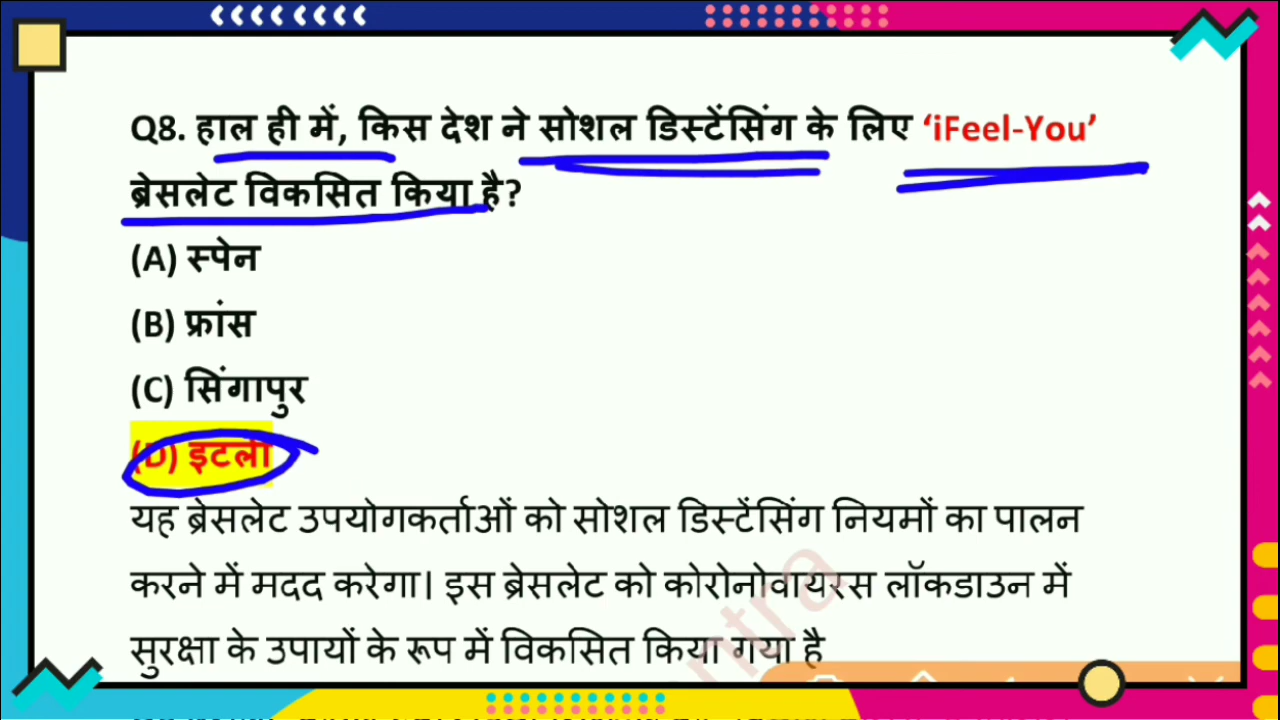 Q8. हाल ही में, किस देश ने सोशल डिस्टेंसिंग के लिए ‘iFeel-You’
ब्रेसलेट विकसित किया है?
(A) स्पेन
(B) फ्रांस
(C) सिंगापुर
(D) इटली
यह ब्रेसलेट उपयोगकर्ताओं को सोशल डिस्टेंसिंग नियमों का पालन
करने में मदद करेगा। इस ब्रेसलेट को कोरोनोवायरस लॉकडाउन में
सुरक्षा के उपायों के रूप में विकसित किया गया है
ntra